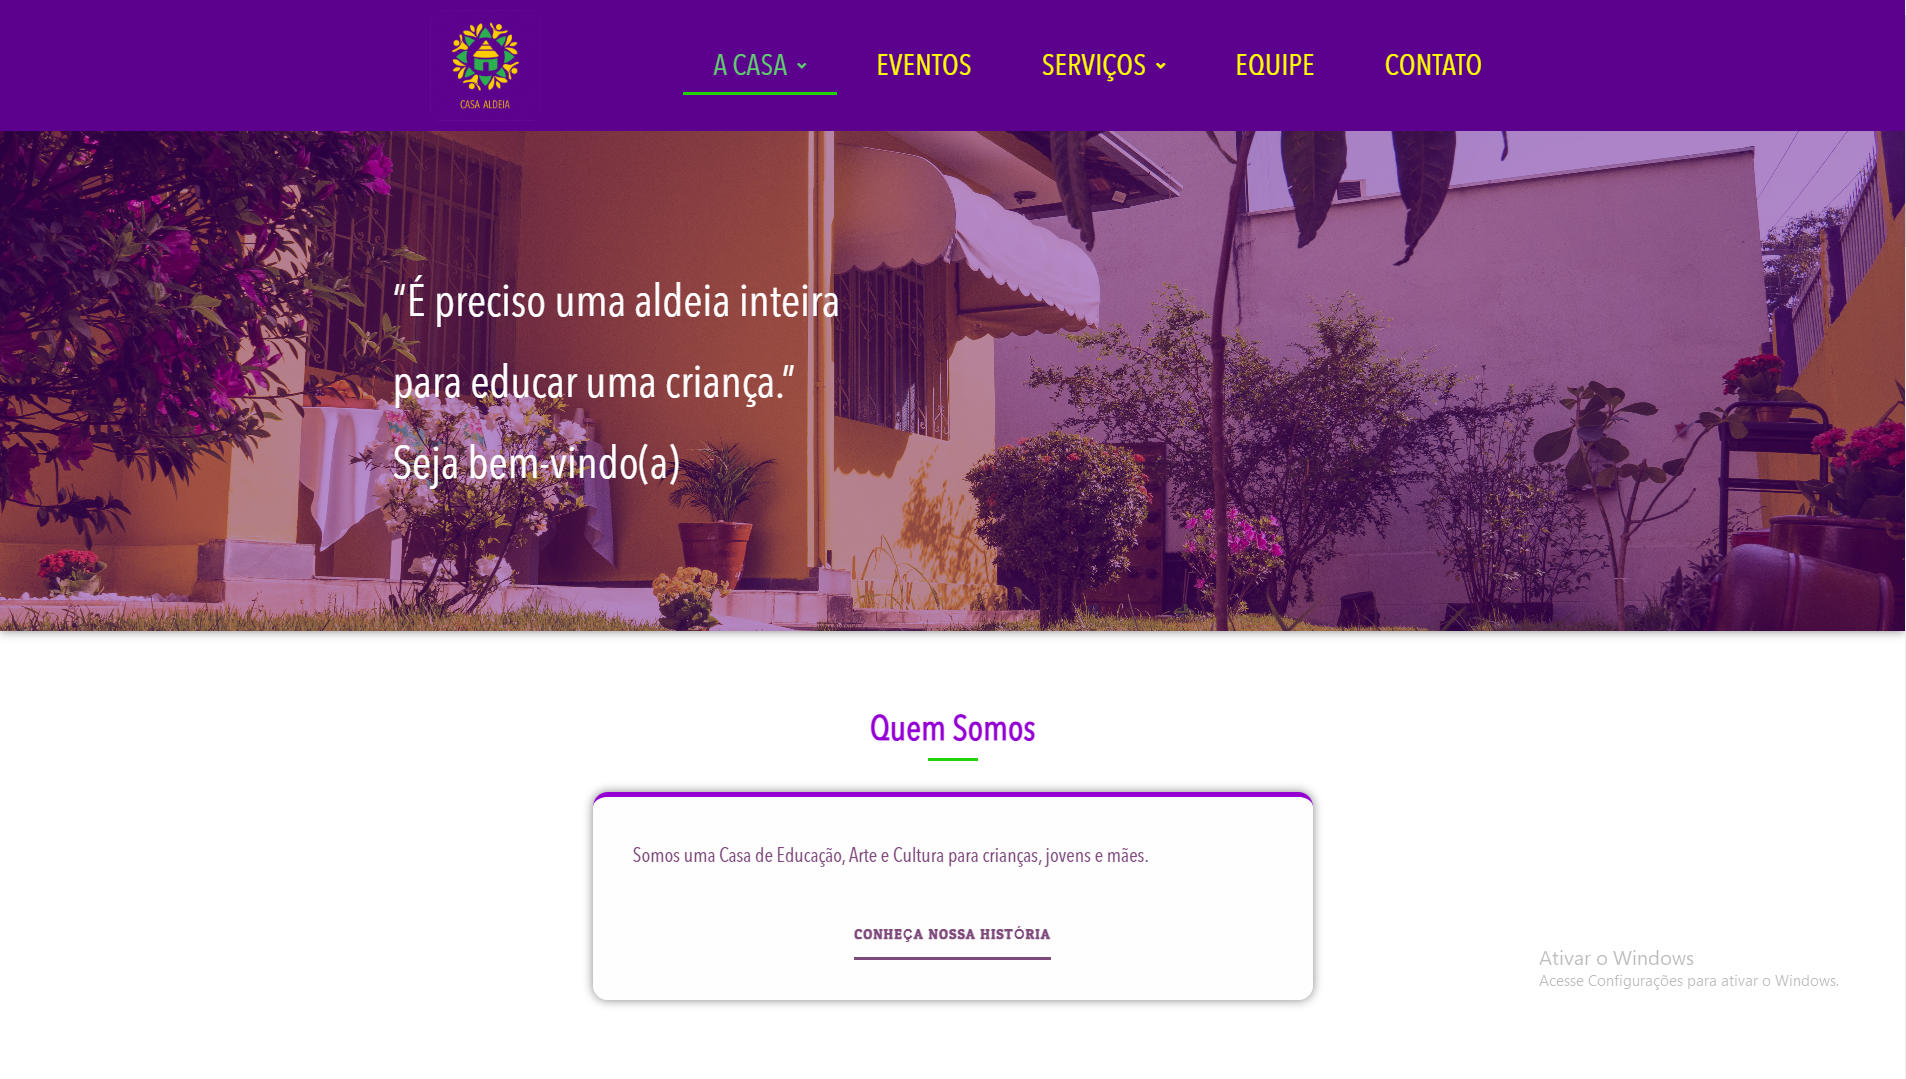 CASA ALDEIA
A CASA
EVENTOS
SERVIÇOS
EQUIPE
CONTATO
“É preciso uma aldeia inteira
para educar uma criança.”
Seja bem-vindo(a)
Quem Somos
Somos uma Casa de Educação, Arte e Cultura para crianças, jovens e mães.
CONHEÇA NOSSA HISTÓRIA
Ativar o Windows
Acesse Configurações para ativar o Windows.